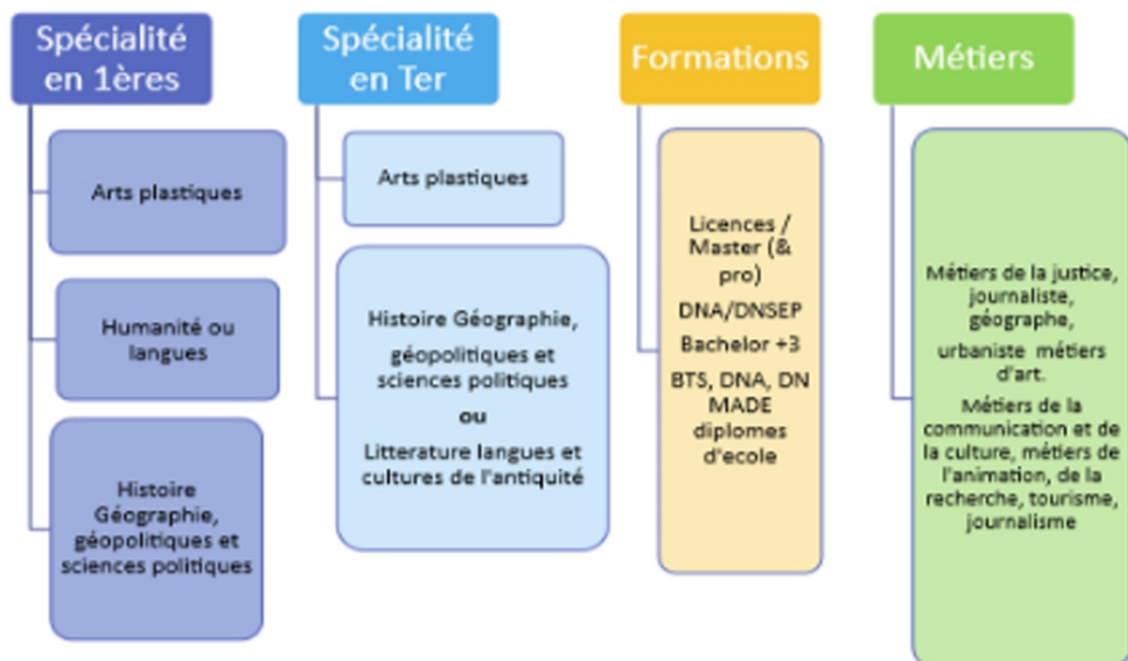 Spécialité
en 1ères
Arts plastiques
Humanité ou
langues
Histoire
Géographie,
géopolitiques et
sciences politiques
Spécialité
en Ter
Arts plastiques
Histoire Géographie,
géopolitiques et
sciences politiques
ou
Litterature langues et
cultures de l'antiquité
Formations
Licences /
Master (&
pro)
DNA/DNSEP
Bachelor +3
BTS, DNA, DN
MADE
diplomes
d'ecole
Métiers
Métiers de la justice,
journaliste,
géographe,
urbaniste métiers
d'art.
Métiers de la
communication et de
la culture, métiers de
l'animation, de la
recherche, tourisme,
journalisme